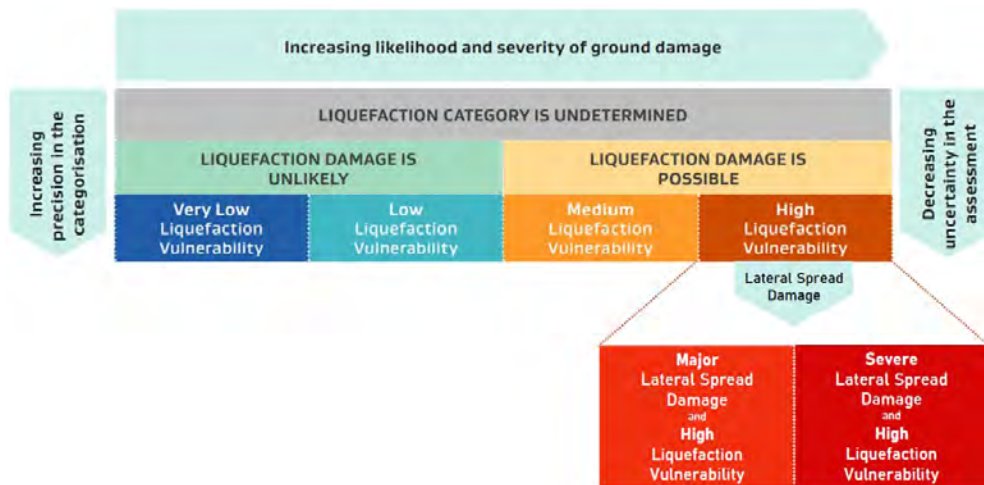 Increasing likelihood and severity of ground damage
Increasing
precision in the
categorisation
LIQUEFACTION CATEGORY IS UNDETERMINED
Decreasing
uncertainty in the
assessment
LIQUEFACTION DAMAGE IS
UNLIKELY
LIQUEFACTION DAMAGE IS
POSSIBLE
Very Low
Liquefaction
Vulnerability
Low
Liquefaction
Vulnerability
Medium
Liquefaction
Vulnerability
High
Liquefaction
Vulnerability
Lateral Spread
Damage
Major
Lateral Spread
Damage
and
High
Liquefaction
Vulnerability
Severe
Lateral Spread
Damage
and
High
Liquefaction
Vulnerability